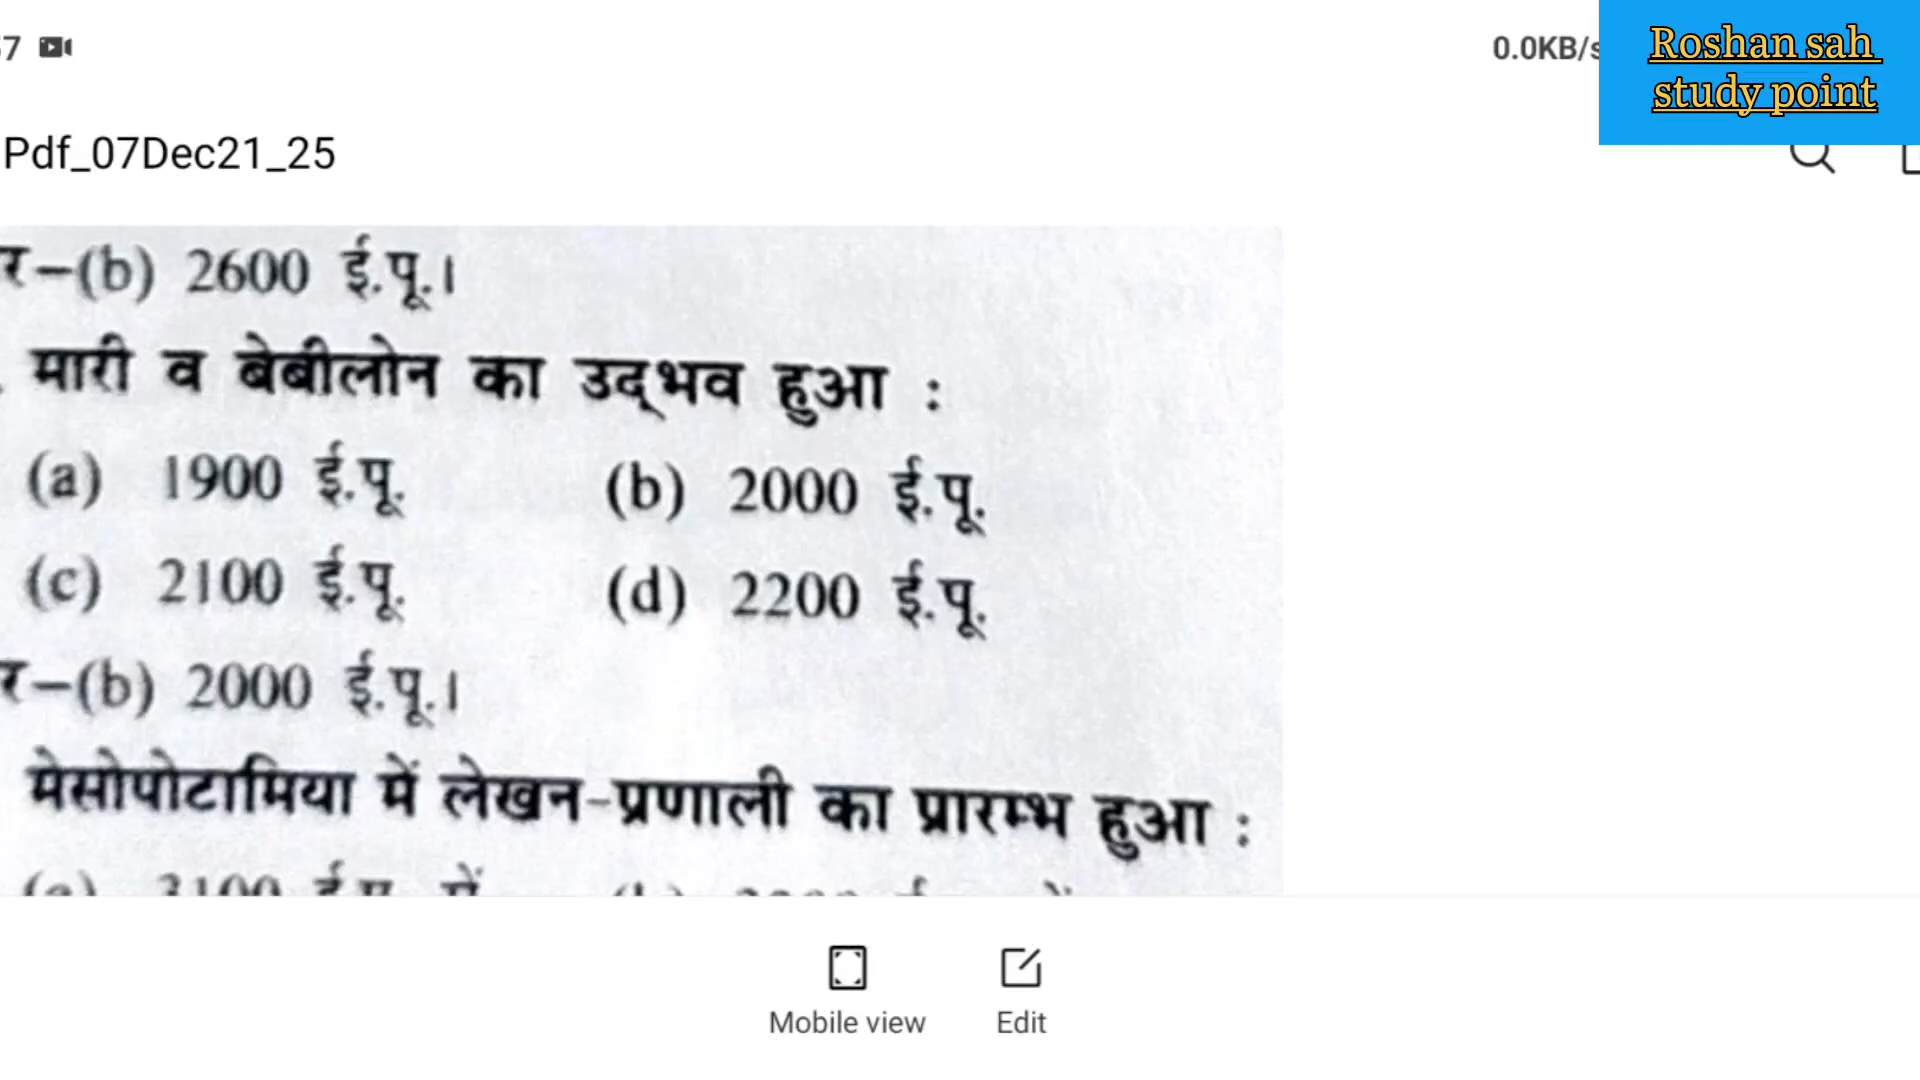 0.0KB/s
Roshan sah
study point
Pdf_07Dec21_25
–(b) 2600 ई.पू.।
मारी व बेबीलोन का उद्‌भव हुआ :
(a) 1900 ई.पू. (b) 2000 ई.पू.
(c) 2100 ई.पू. (d) 2200 ई.पू.
–(b) 2000 ई.पू.।
मेसोपोटामिया में लेखन-प्रणाली का प्रारम्भ हुआ :
Mobile view Edit